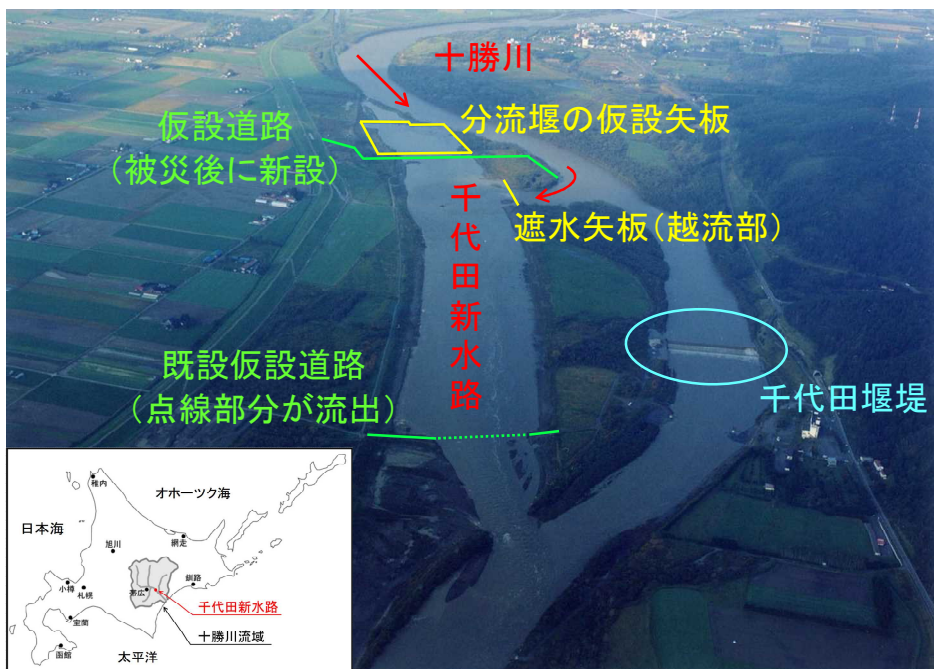 十勝川
分流堰の仮設矢板
仮設道路
(被災後に新設)
千代田新水路
遮水矢板(越流部)
既設仮設道路
(点線部分が流出)
千代田堰堤
稚内
オホーツク海
日本海
旭川
網走
小樽
札幌
帯広
釧路
千代田新水路
室蘭
十勝川流域
函館
太平洋